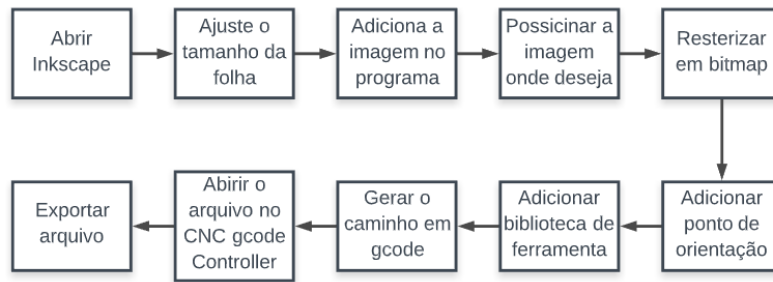 Abrir
Inkscape
Ajuste o
tamanho da
folha
Adiciona a
imagem no
programa
Possicinar a
imagem
onde deseja
Resterizar
em bitmap
Adicionar
ponto de
orientação
Adicionar
biblioteca de
ferramenta
Gerar o
caminho em
gcode
Abirir o
arquivo no
CNC gcode
Controller
Exportar
arquivo